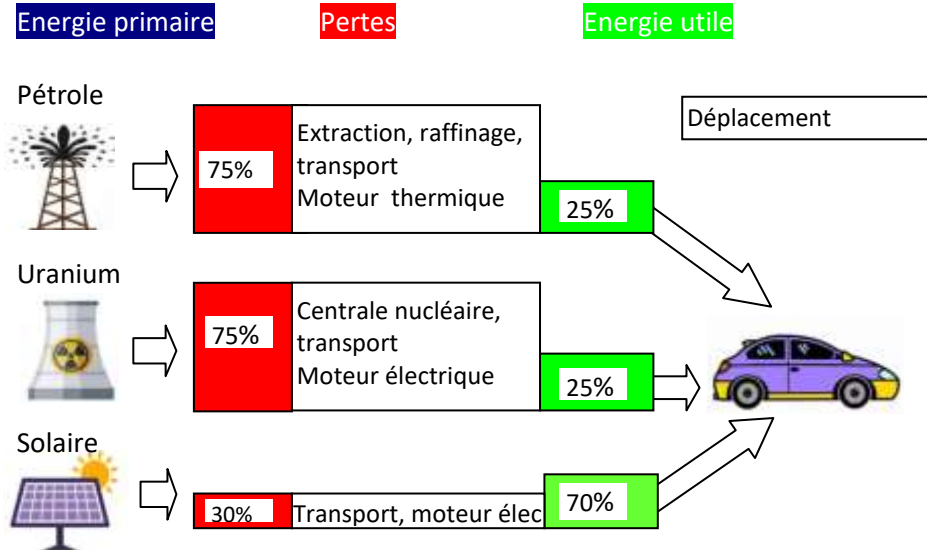 Energie primaire
Pertes
Energie utile
Pétrole
Déplacement
75%
Extraction, raffinage,
transport
Moteur thermique
25%
Uranium
75%
Centrale nucléaire,
transport
Moteur électrique
25%
Solaire
30%
Transport, moteur élec
70%